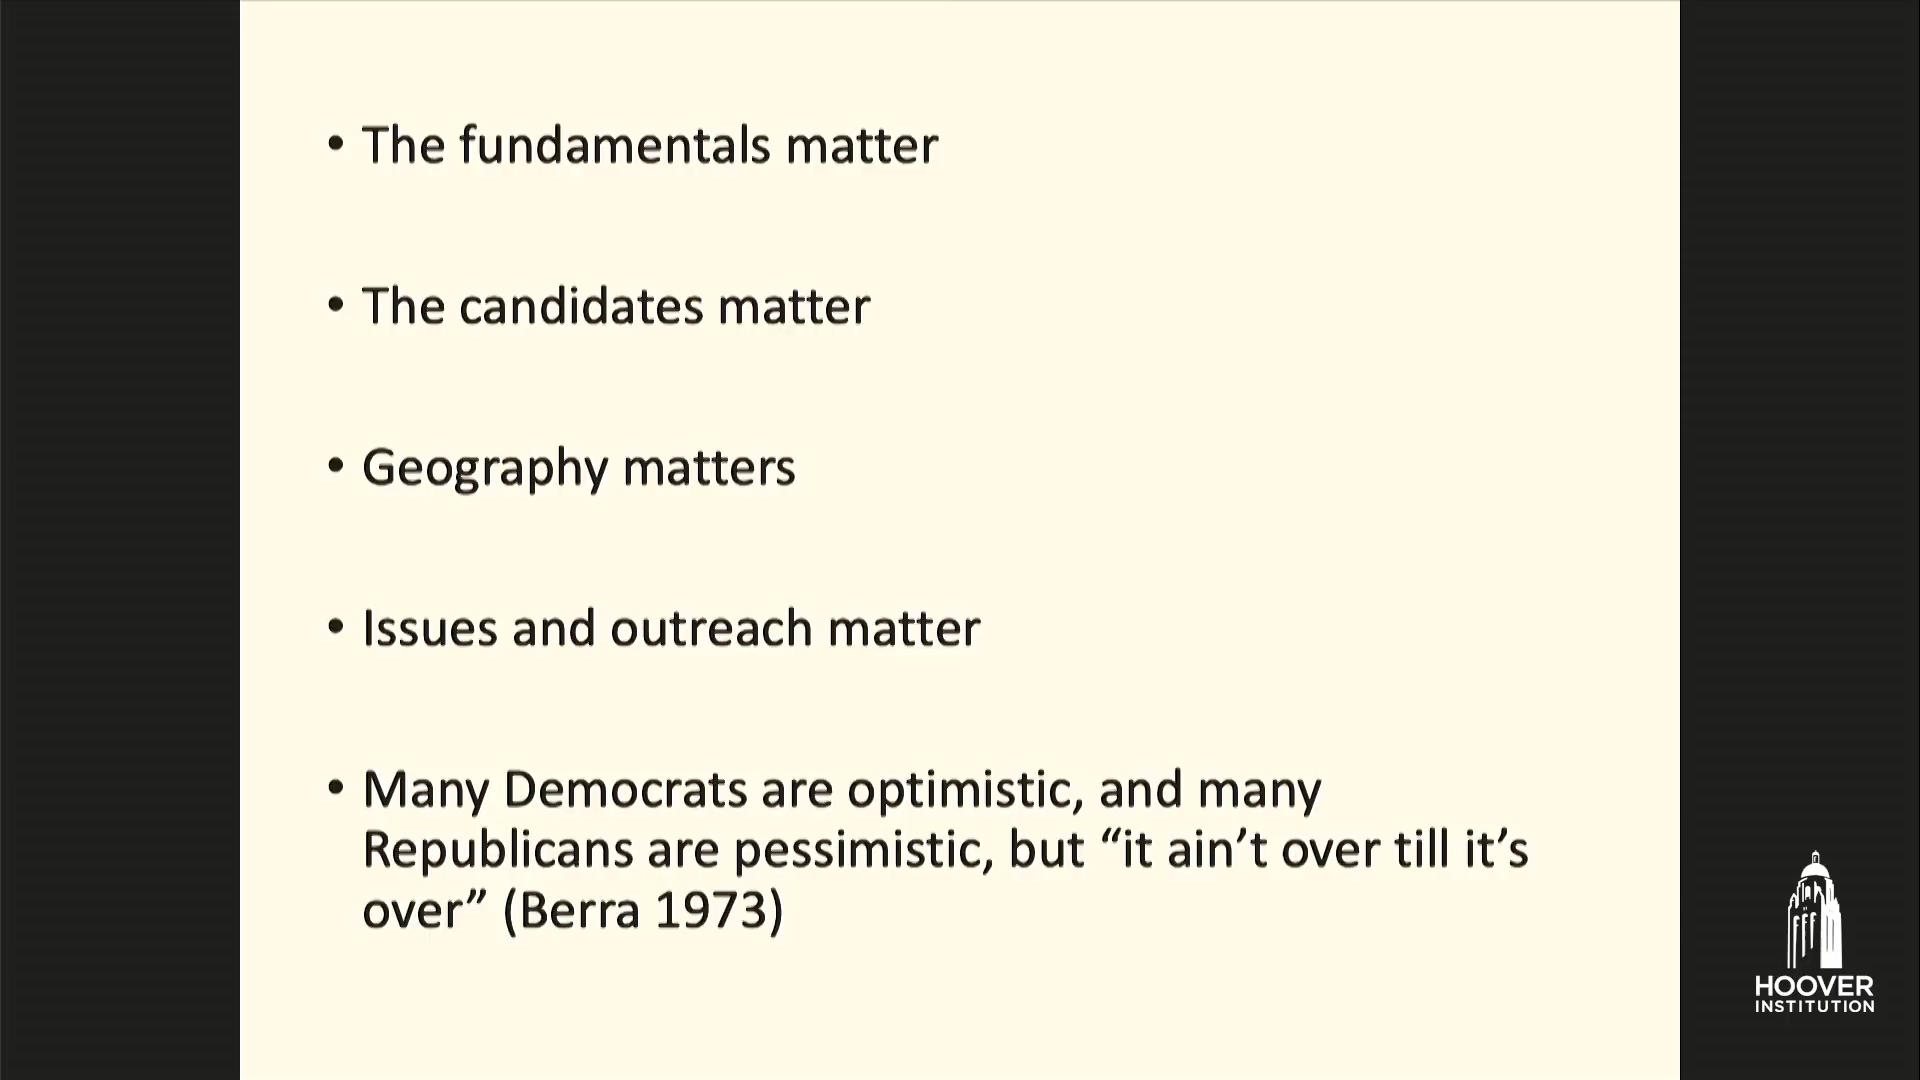 • The fundamentals matter
• The candidates matter
• Geography matters
• Issues and outreach matter
• Many Democrats are optimistic, and many
Republicans are pessimistic, but “it ain’t over till it’s
over” (Berra 1973)
HOOVER
INSTITUTION